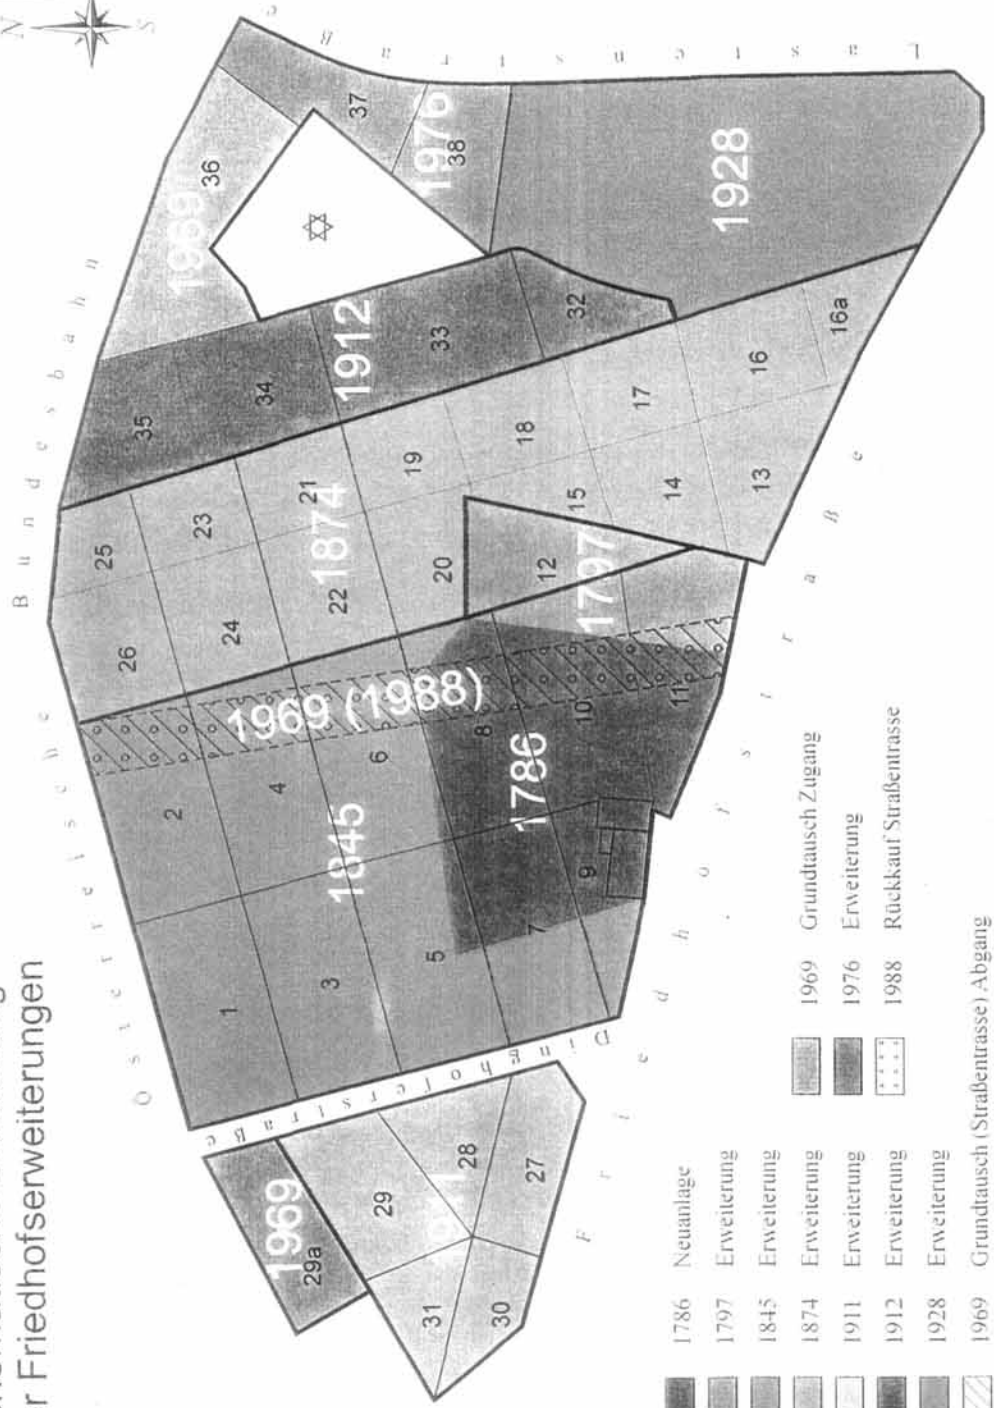 r Friedhofserweiterungen
N
S
Österreichische Bundesbahn
Lastenstraße
Dinghoferstraße
Friedhofstraße
1969
29a
29
28
27
30
31
1911
1845
1
2
3
4
5
6
1969 (1988)
1786
7
8
9
10
11
1797
12
1874
13
14
15
16
16a
17
18
19
20
21
22
23
24
25
26
1912
32
33
34
35
1989
36
37
1976
38
1928
1786 Neuanlage
1797 Erweiterung
1845 Erweiterung
1874 Erweiterung
1911 Erweiterung
1912 Erweiterung
1928 Erweiterung
1969 Grundtausch (Straßentrasse) Abgang
1969 Grundtausch Zugang
1976 Erweiterung
1988 Rückkauf Straßentrasse